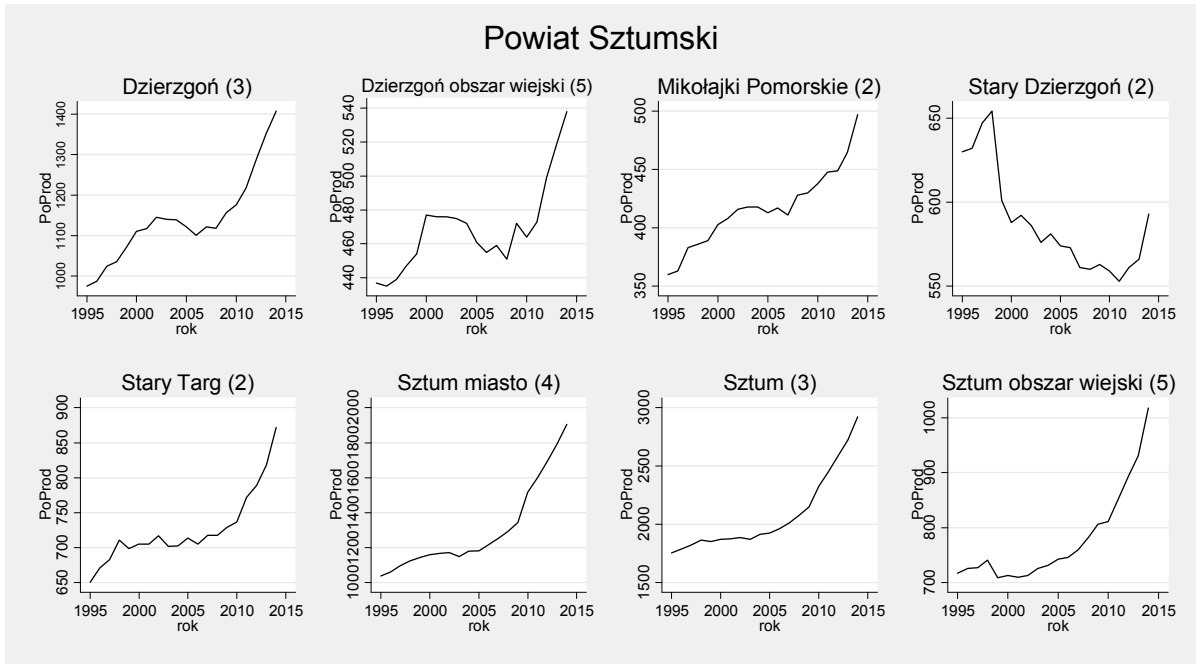 Powiat Sztumski
Dzierzgoń (3)
PoProd
1000 1100 1200 1300 1400
1995 2000 2005 2010 2015
rok
Dzierzgoń obszar wiejski (5)
PoProd
440 460 480 500 520 540
1995 2000 2005 2010 2015
rok
Mikołajki Pomorskie (2)
PoProd
350 400 450 500
1995 2000 2005 2010 2015
rok
Stary Dzierzgoń (2)
PoProd
550 600 650
1995 2000 2005 2010 2015
rok
Stary Targ (2)
PoProd
650 700 750 800 850 900
1995 2000 2005 2010 2015
rok
Sztum miasto (4)
PoProd
1000 1200 1400 1600 1800 2000
1995 2000 2005 2010 2015
rok
Sztum (3)
PoProd
1500 2000 2500 3000
1995 2000 2005 2010 2015
rok
Sztum obszar wiejski (5)
PoProd
700 800 900 1000
1995 2000 2005 2010 2015
rok